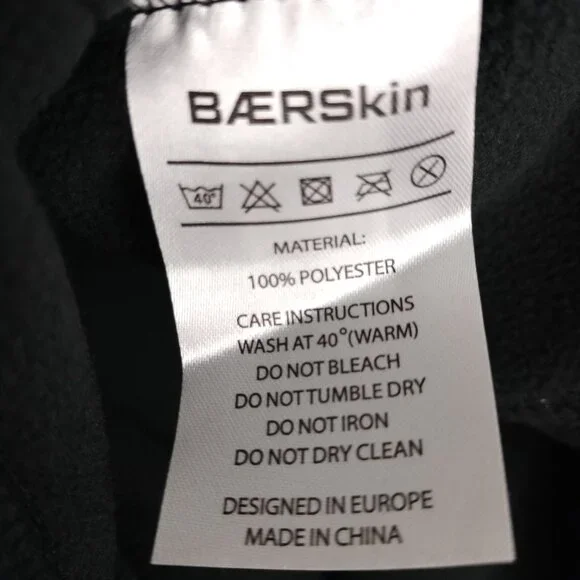 BÆRSkin
40°
MATERIAL:
100% POLYESTER
CARE INSTRUCTIONS
WASH AT 40°(WARM)
DO NOT BLEACH
DO NOT TUMBLE DRY
DO NOT IRON
DO NOT DRY CLEAN
DESIGNED IN EUROPE
MADE IN CHINA